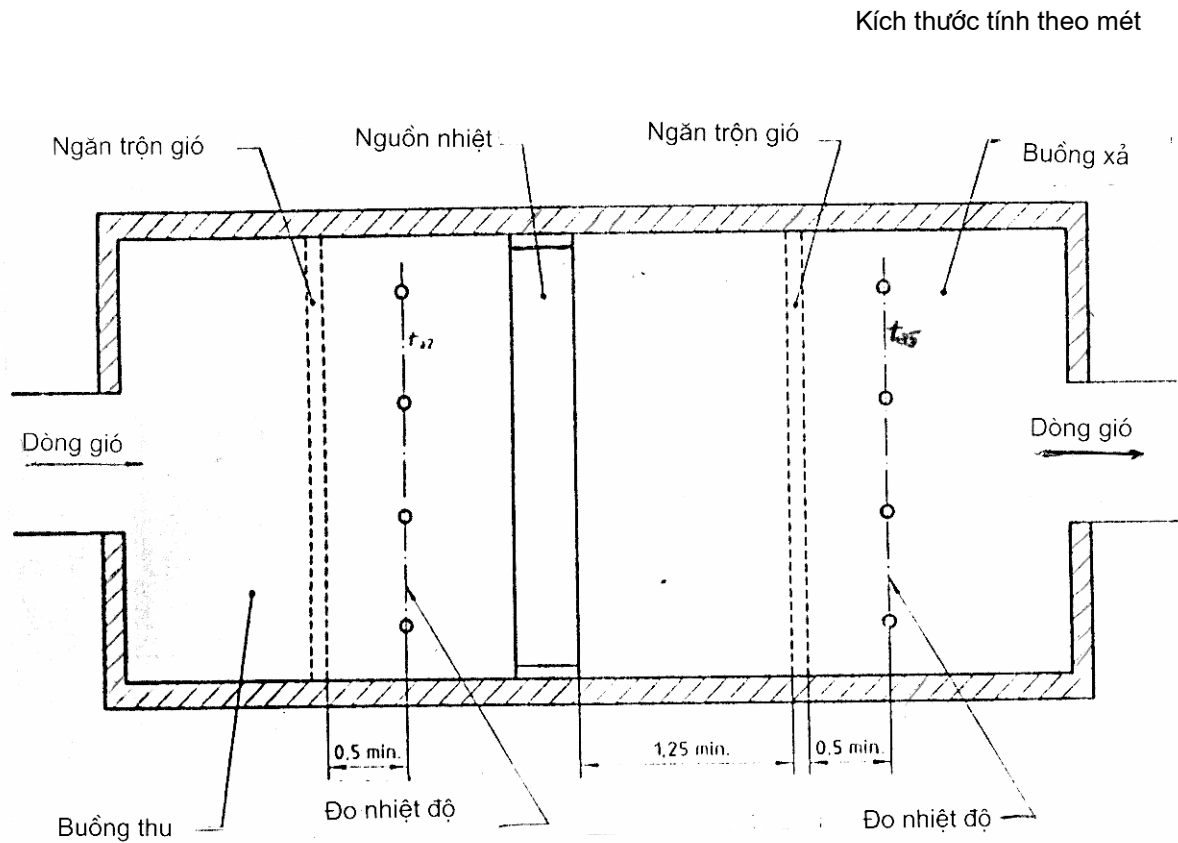 Kích thước tính theo mét
Ngăn trộn gió
Nguồn nhiệt
Ngăn trộn gió
Buồng xả
Dòng gió
Dòng gió
0.5 min.
1,25 min.
0.5 min.
Buồng thu
Đo nhiệt độ
Đo nhiệt độ